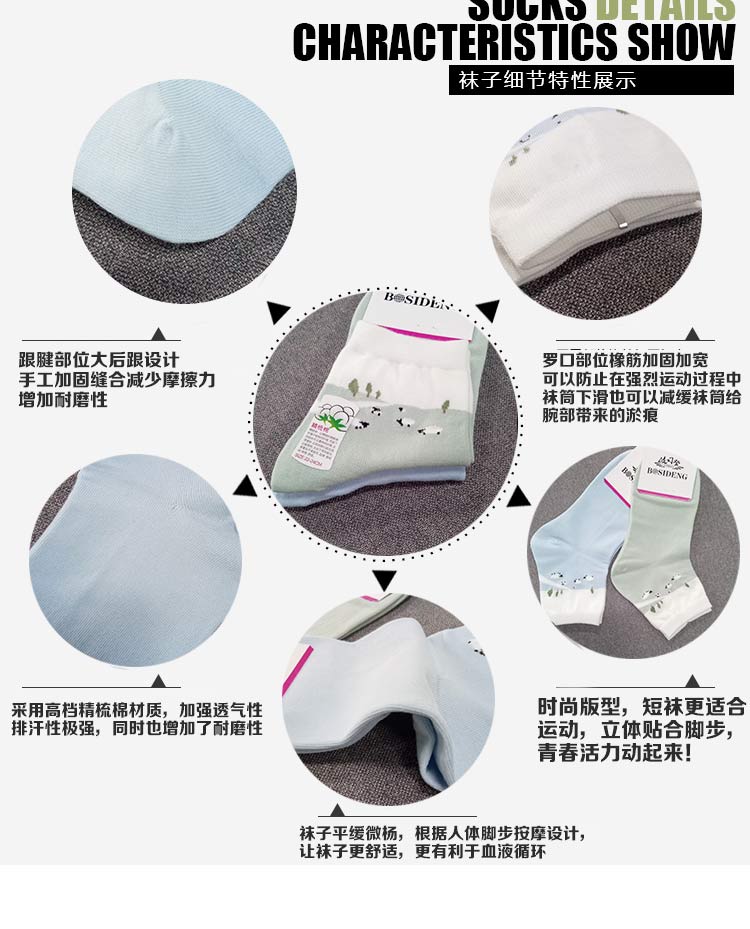 SOCKS DETAILS
CHARACTERISTICS SHOW
袜子细节特性展示
BOSIDENG
精梳棉
SIZE:22-24CM
跟腱部位大后跟设计
手工加固缝合减少摩擦力
增加耐磨性
罗口部位橡筋加固加宽
可以防止在强烈运动过程中
袜筒下滑也可以减缓袜筒给
腕部带来的淤痕
BOSIDENG
采用高档精梳棉材质，加强透气性
排汗性极强，同时也增加了耐磨性
时尚版型，短袜更适合
运动，立体贴合脚步，
青春活力动起来！
袜子平缓微杨，根据人体脚步按摩设计，
让袜子更舒适，更有利于血液循环